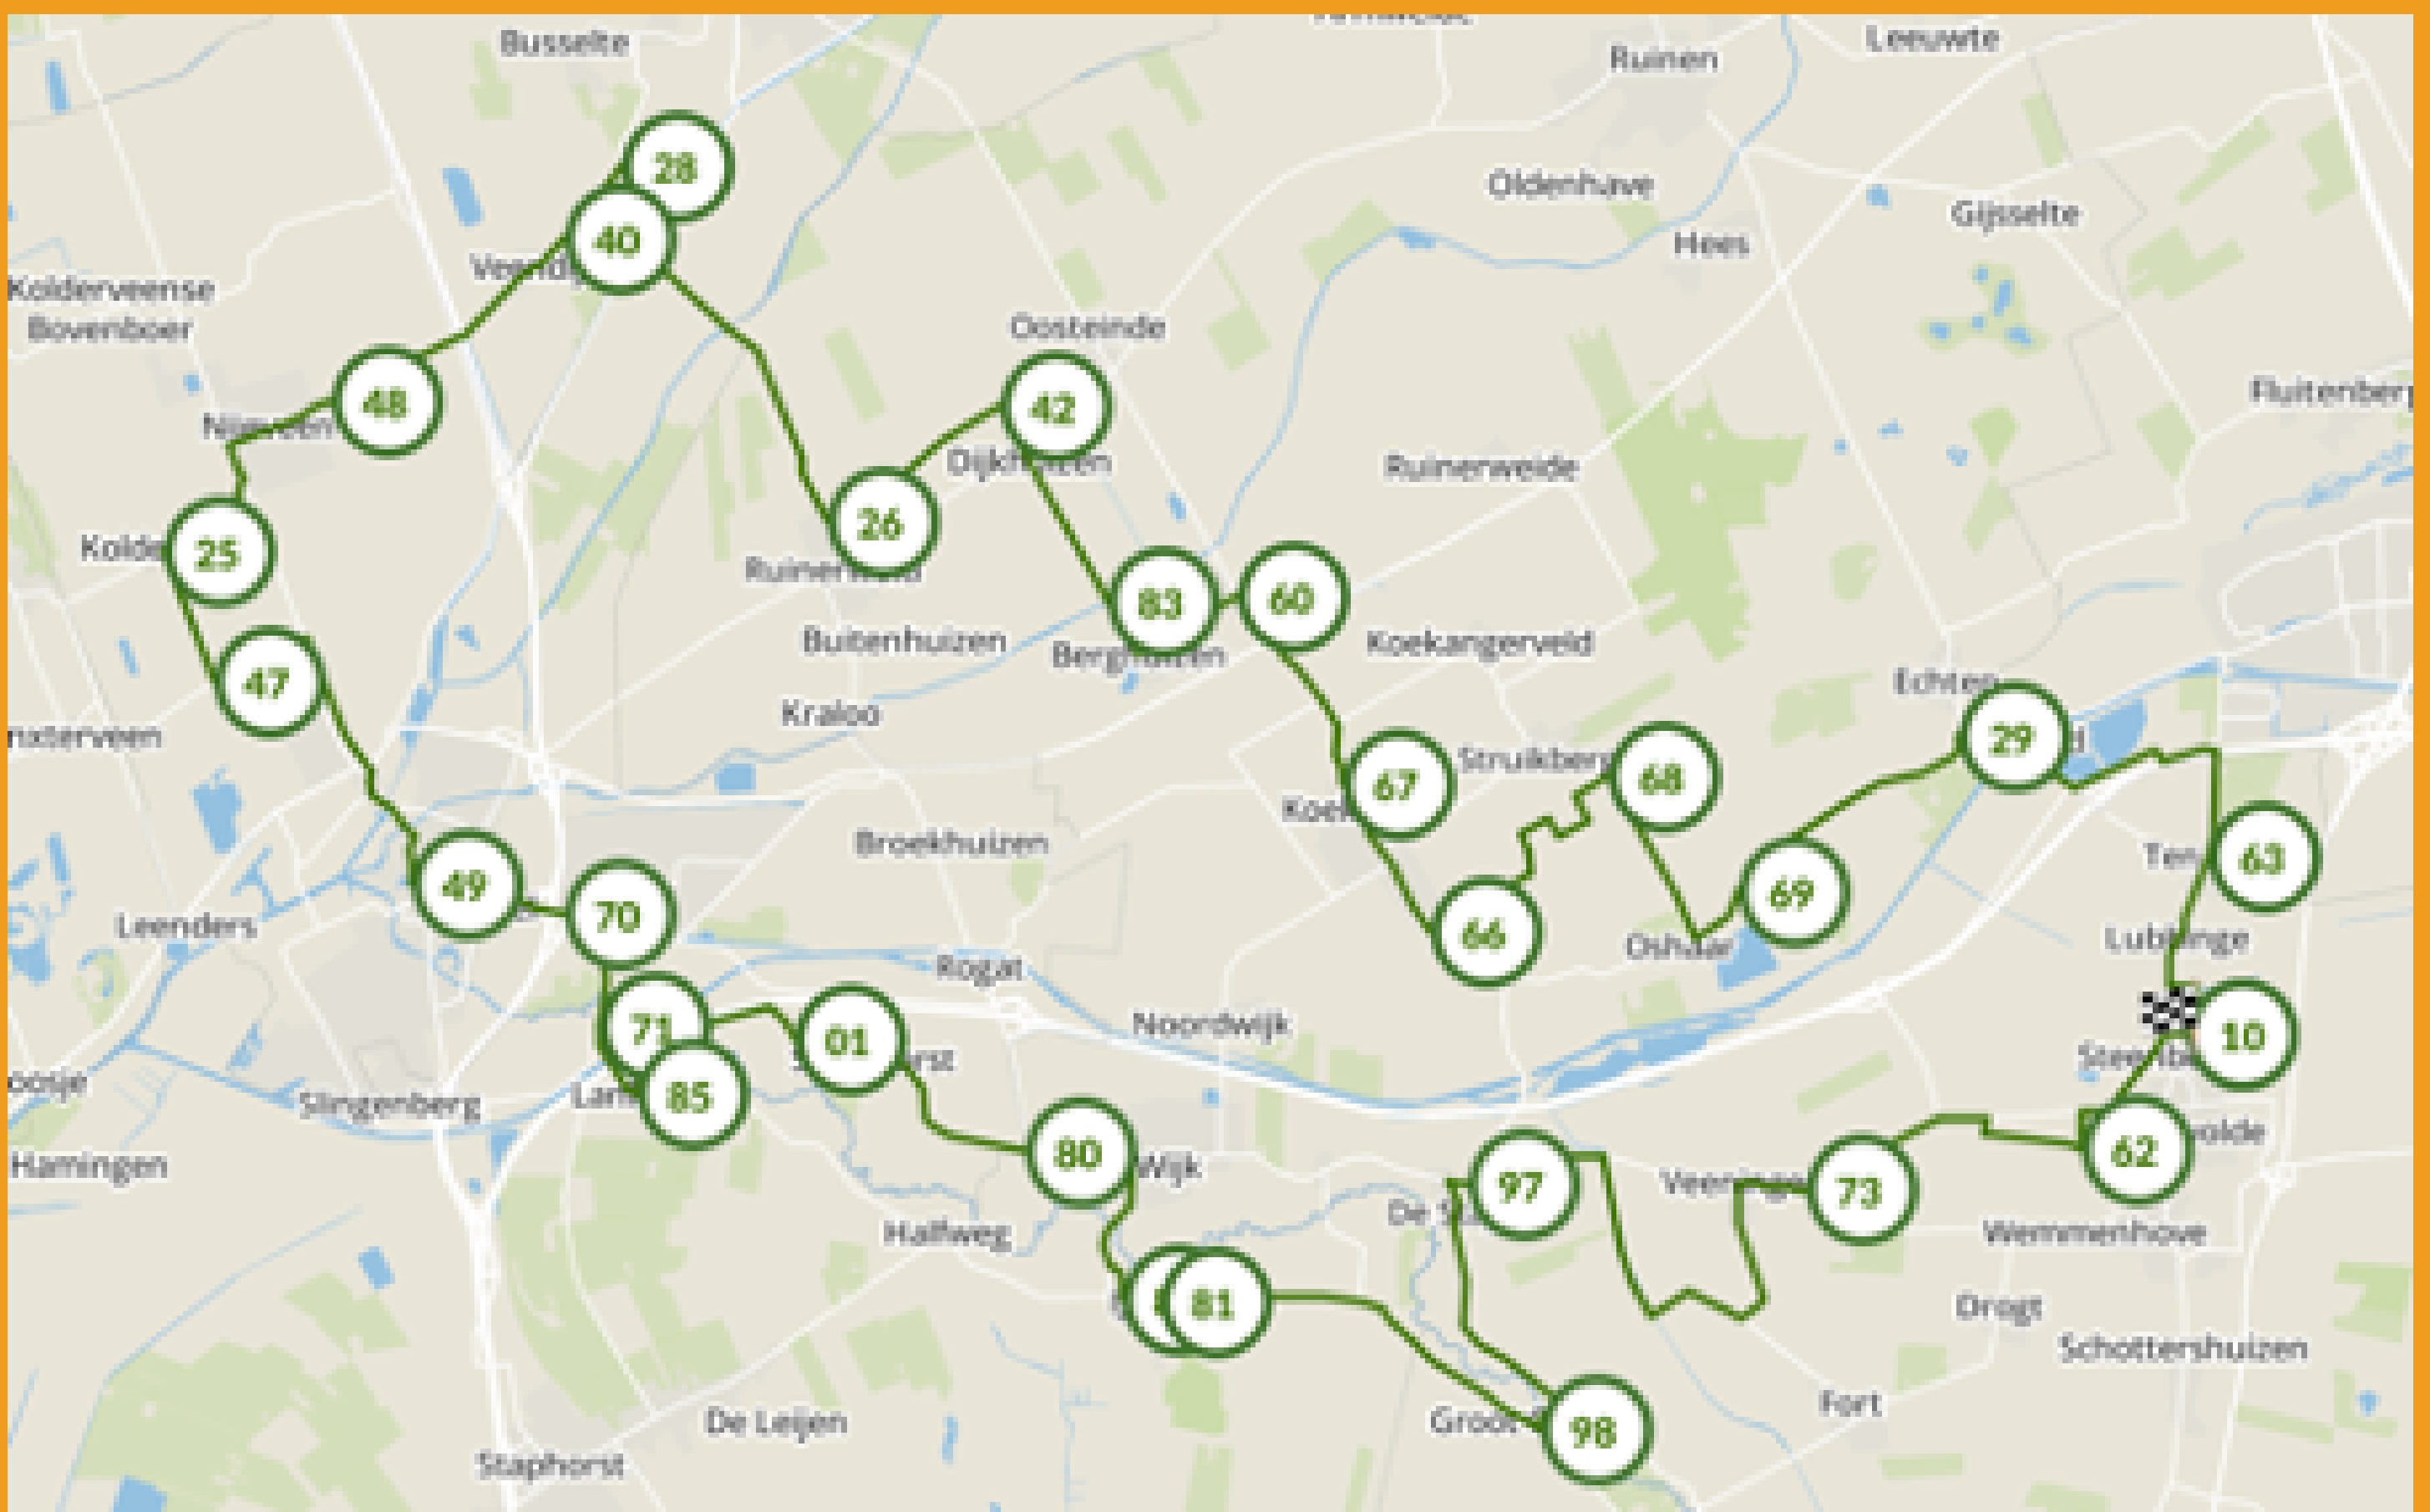 Busselte
Ruinen
Leeuwte
28
Oldenhave
Gijsselte
40
Hees
Kolderveense
Bovenboer
Oosteinde
48
42
Fluitenberg
Ruinerweide
25
26
83
60
Buitenhuizen
Koekangerveld
47
Echten
Kraloo
29
67
Struikberg
68
Broekhuizen
63
49
69
70
66
Leenders
Oshaar
Rogat
Lubbinge
71
01
Noordwijk
10
85
Slingenberg
80
Wijk
62
Hamingen
97
73
Halfweg
Wemmenhove
81
Drogt
Schottershuizen
Fort
De Leijen
98
Staphorst